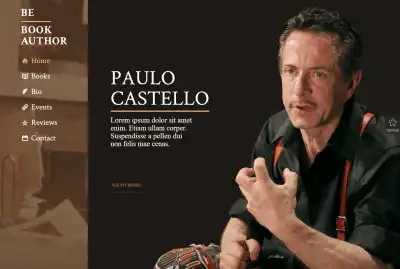 BE
BOOK
AUTHOR
Home
Books
Bio
Events
Reviews
Contact
PAULO
CASTELLO
Lorem ipsum dolor sit amet
enim. Etiam ullam corper.
Suspendisse a pellen dui
non felis mae cenas.